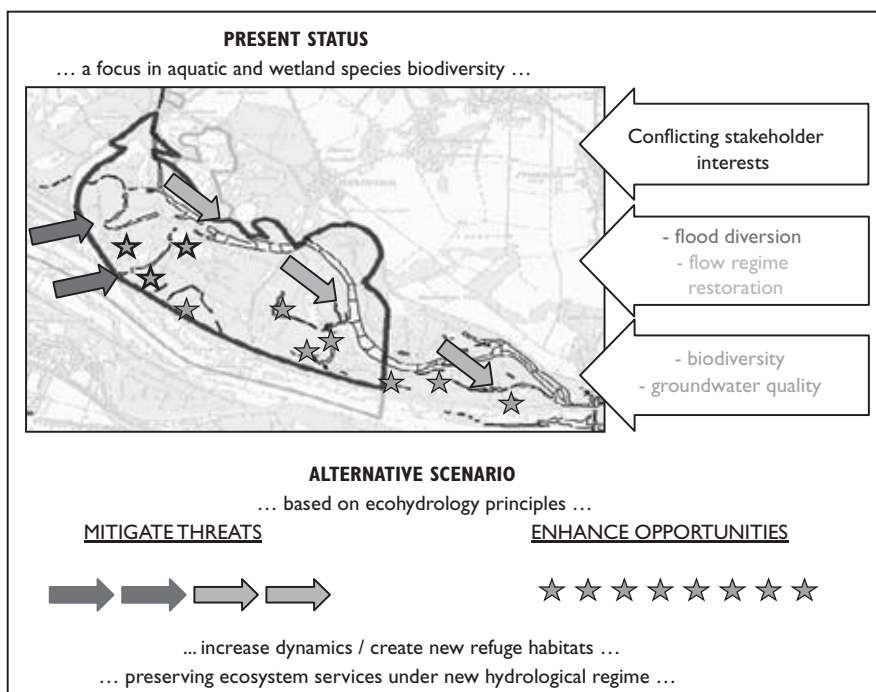 PRESENT STATUS
… a focus in aquatic and wetland species biodiversity …
Conflicting stakeholder
interests
- flood diversion
- flow regime
restoration
- biodiversity
- groundwater quality
ALTERNATIVE SCENARIO
… based on ecohydrology principles …
MITIGATE THREATS
ENHANCE OPPORTUNITIES
... increase dynamics / create new refuge habitats …
… preserving ecosystem services under new hydrological regime …